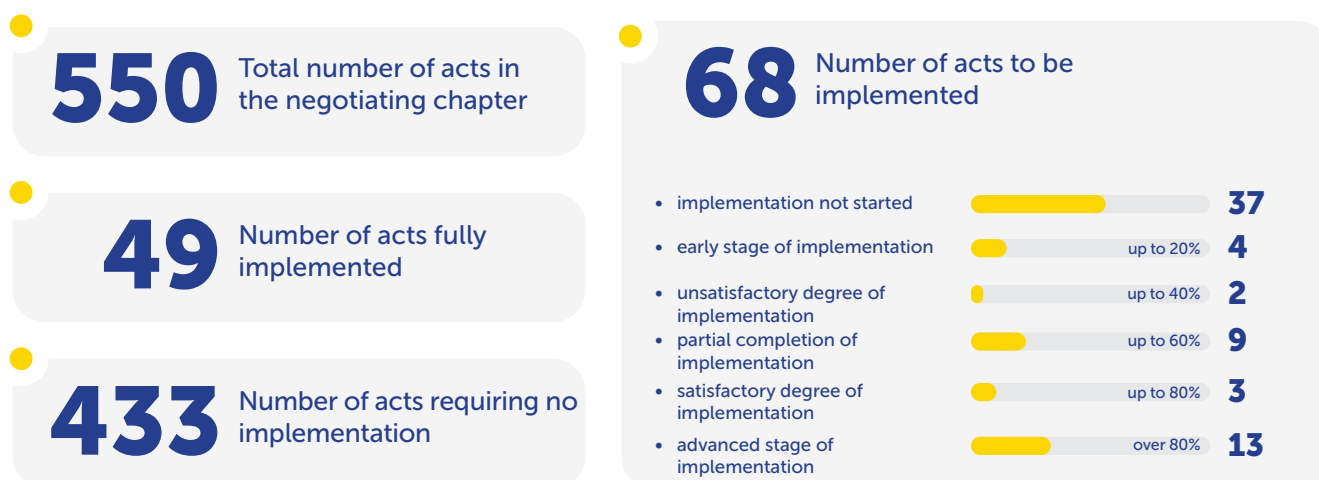 550
Total number of acts in
the negotiating chapter
49
Number of acts fully
implemented
433
Number of acts requiring no
implementation
68
Number of acts to be
implemented
• implementation not started 37
• early stage of implementation up to 20% 4
• unsatisfactory degree of
implementation up to 40% 2
• partial completion of
implementation up to 60% 9
• satisfactory degree of
implementation up to 80% 3
• advanced stage of
implementation over 80% 13